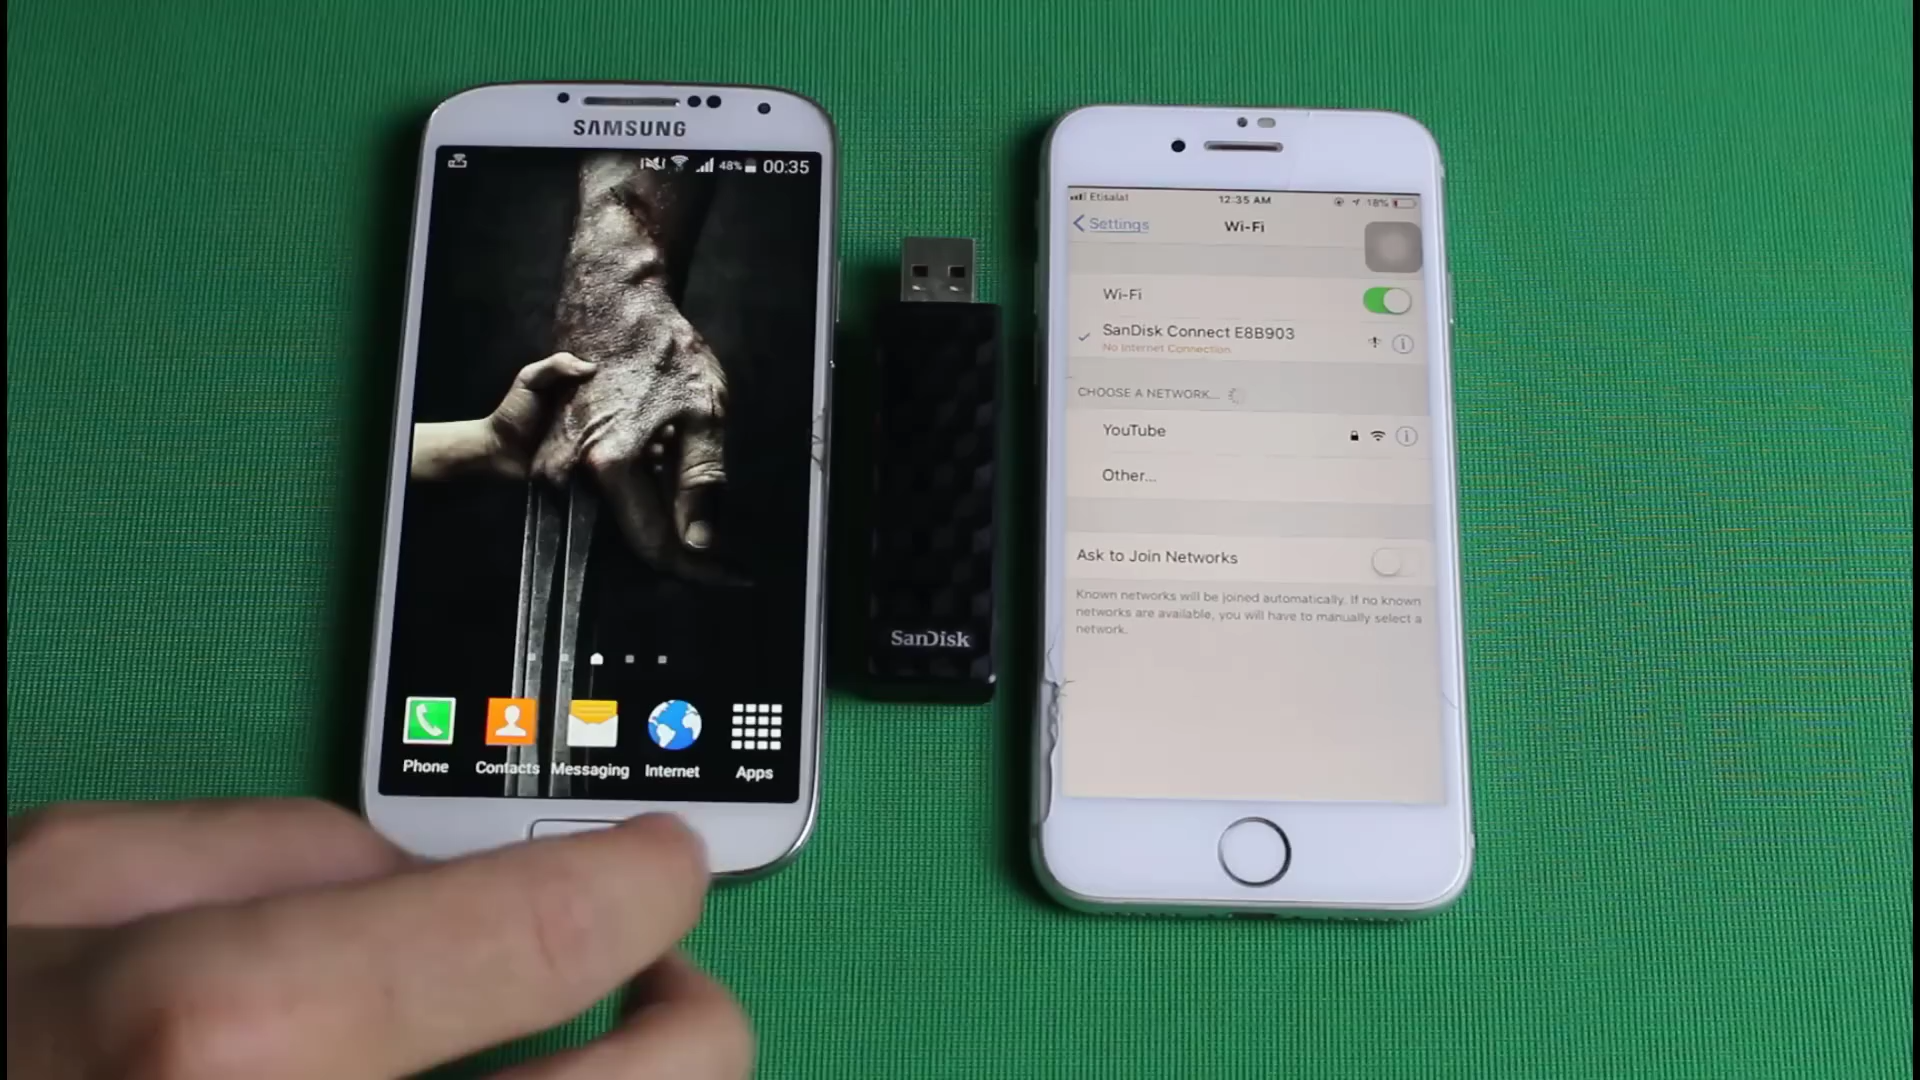 SAMSUNG
48% 00:35
Phone Contacts Messaging Internet Apps
SanDisk
Etisalat 12:35 AM 18%
Settings Wi-Fi
Wi-Fi
SanDisk Connect E8B903
No Internet Connection
CHOOSE A NETWORK...
YouTube
Other...
Ask to Join Networks
Known networks will be joined automatically. If no known
networks are available, you will have to manually select a
network.